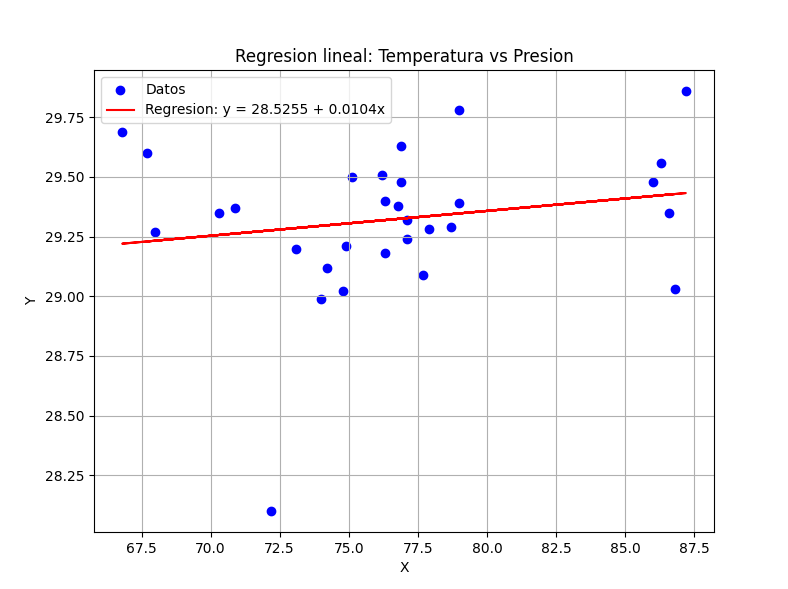 Regresion lineal: Temperatura vs Presion
Datos
Regresion: y = 28.5255 + 0.0104x
29.75
29.50
29.25
29.00
28.75
28.50
28.25
Y
67.5 70.0 72.5 75.0 77.5 80.0 82.5 85.0 87.5
X